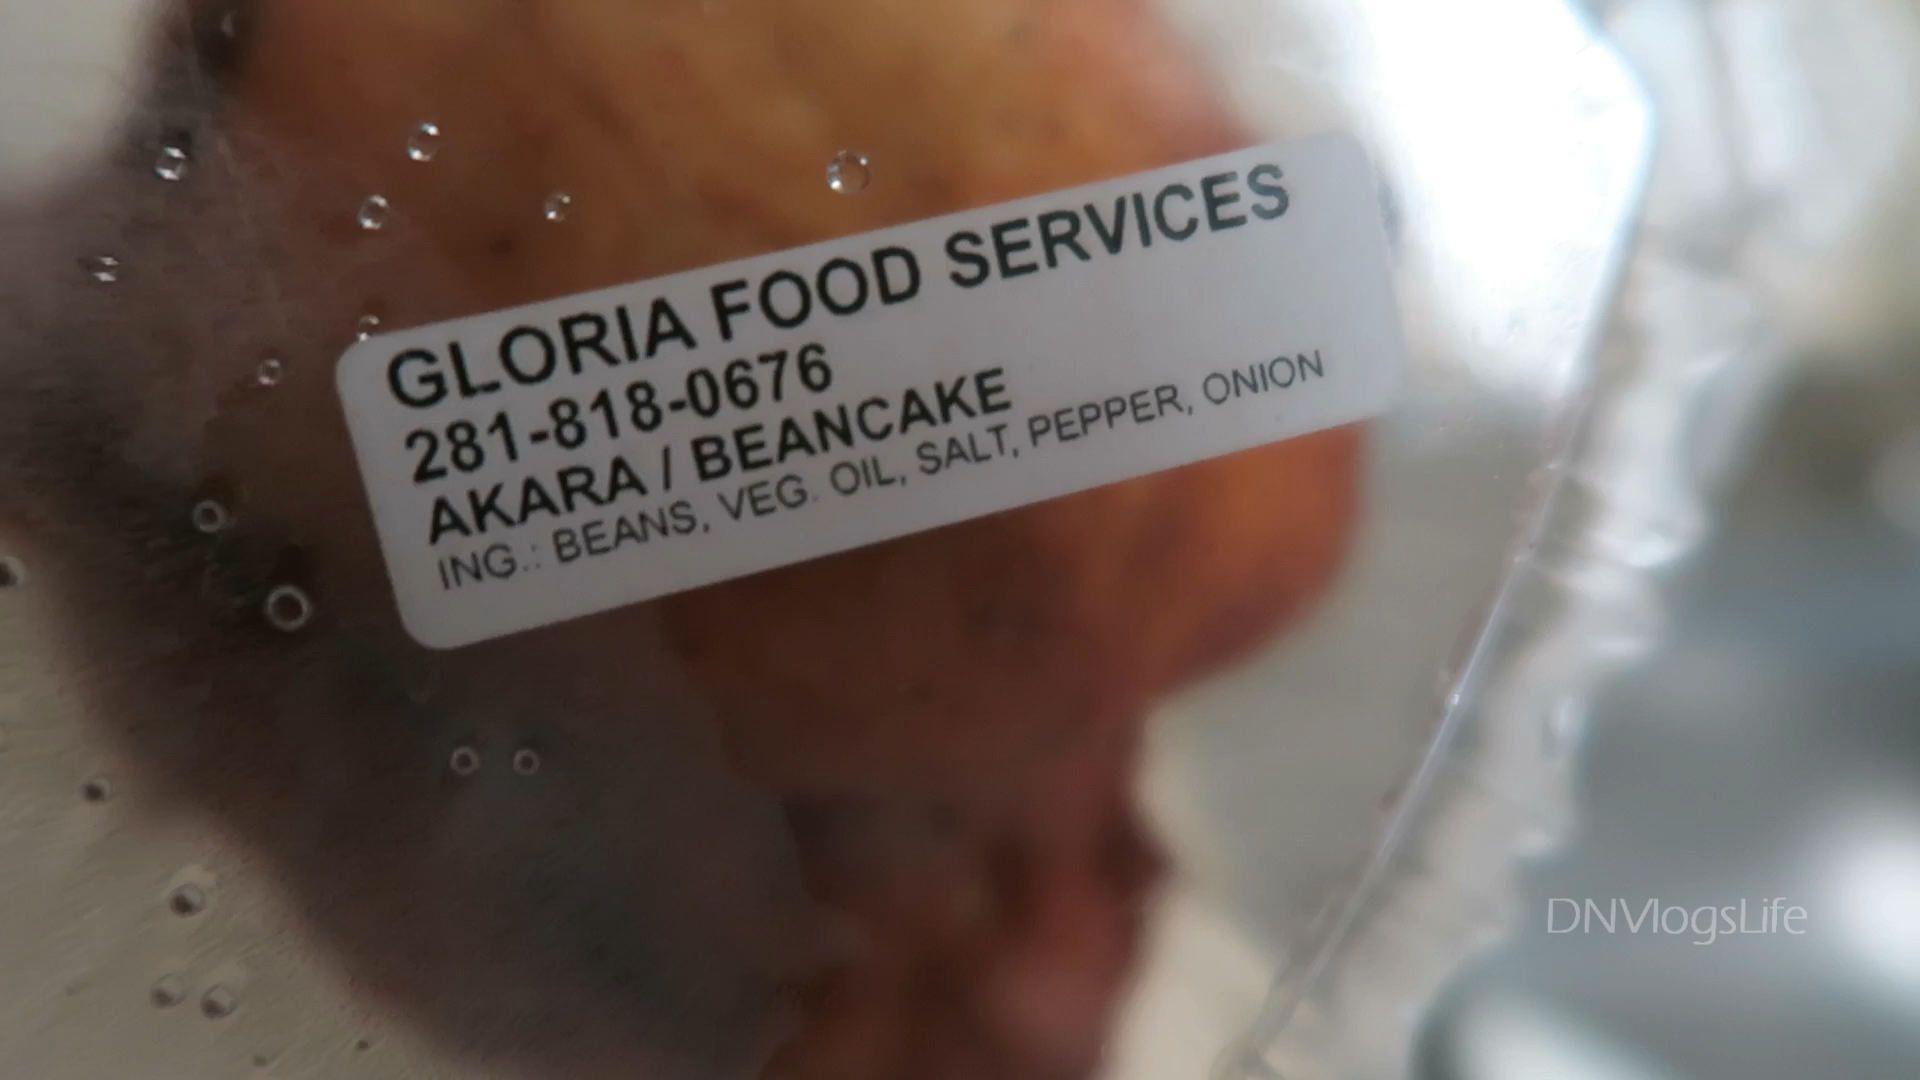 GLORIA FOOD SERVICES
281-818-0676
AKARA / BEANCAKE
ING.: BEANS, VEG. OIL, SALT, PEPPER, ONION
DNVlogsLife